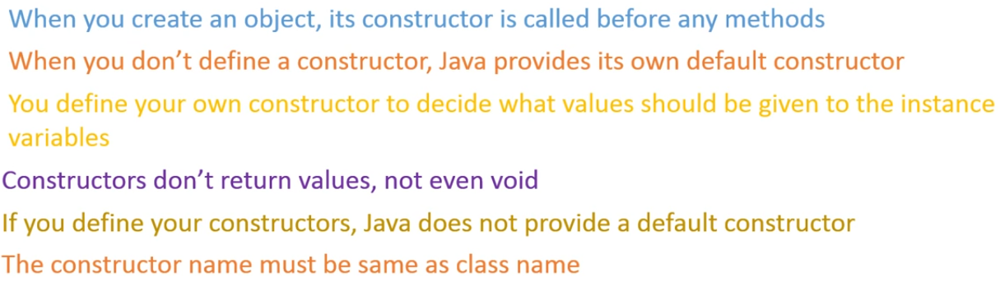 When you create an object, its constructor is called before any methods
When you don’t define a constructor, Java provides its own default constructor
You define your own constructor to decide what values should be given to the instance
variables
Constructors don’t return values, not even void
If you define your constructors, Java does not provide a default constructor
The constructor name must be same as class name